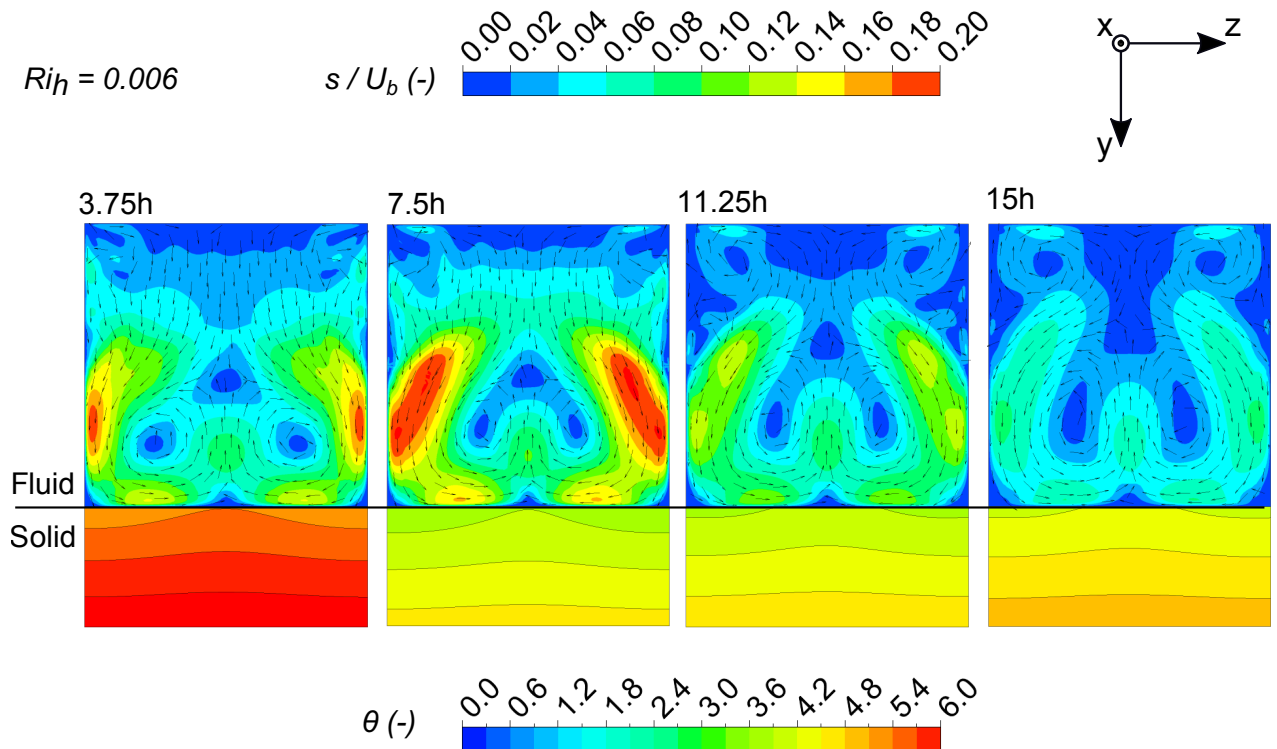 0.00 0.02 0.04 0.06 0.08 0.10 0.12 0.14 0.16 0.18 0.20
Rih = 0.006
s / Ub (-)
x z
y
3.75h 7.5h 11.25h 15h
Fluid
Solid
0.0 0.6 1.2 1.8 2.4 3.0 3.6 4.2 4.8 5.4 6.0
θ (-)